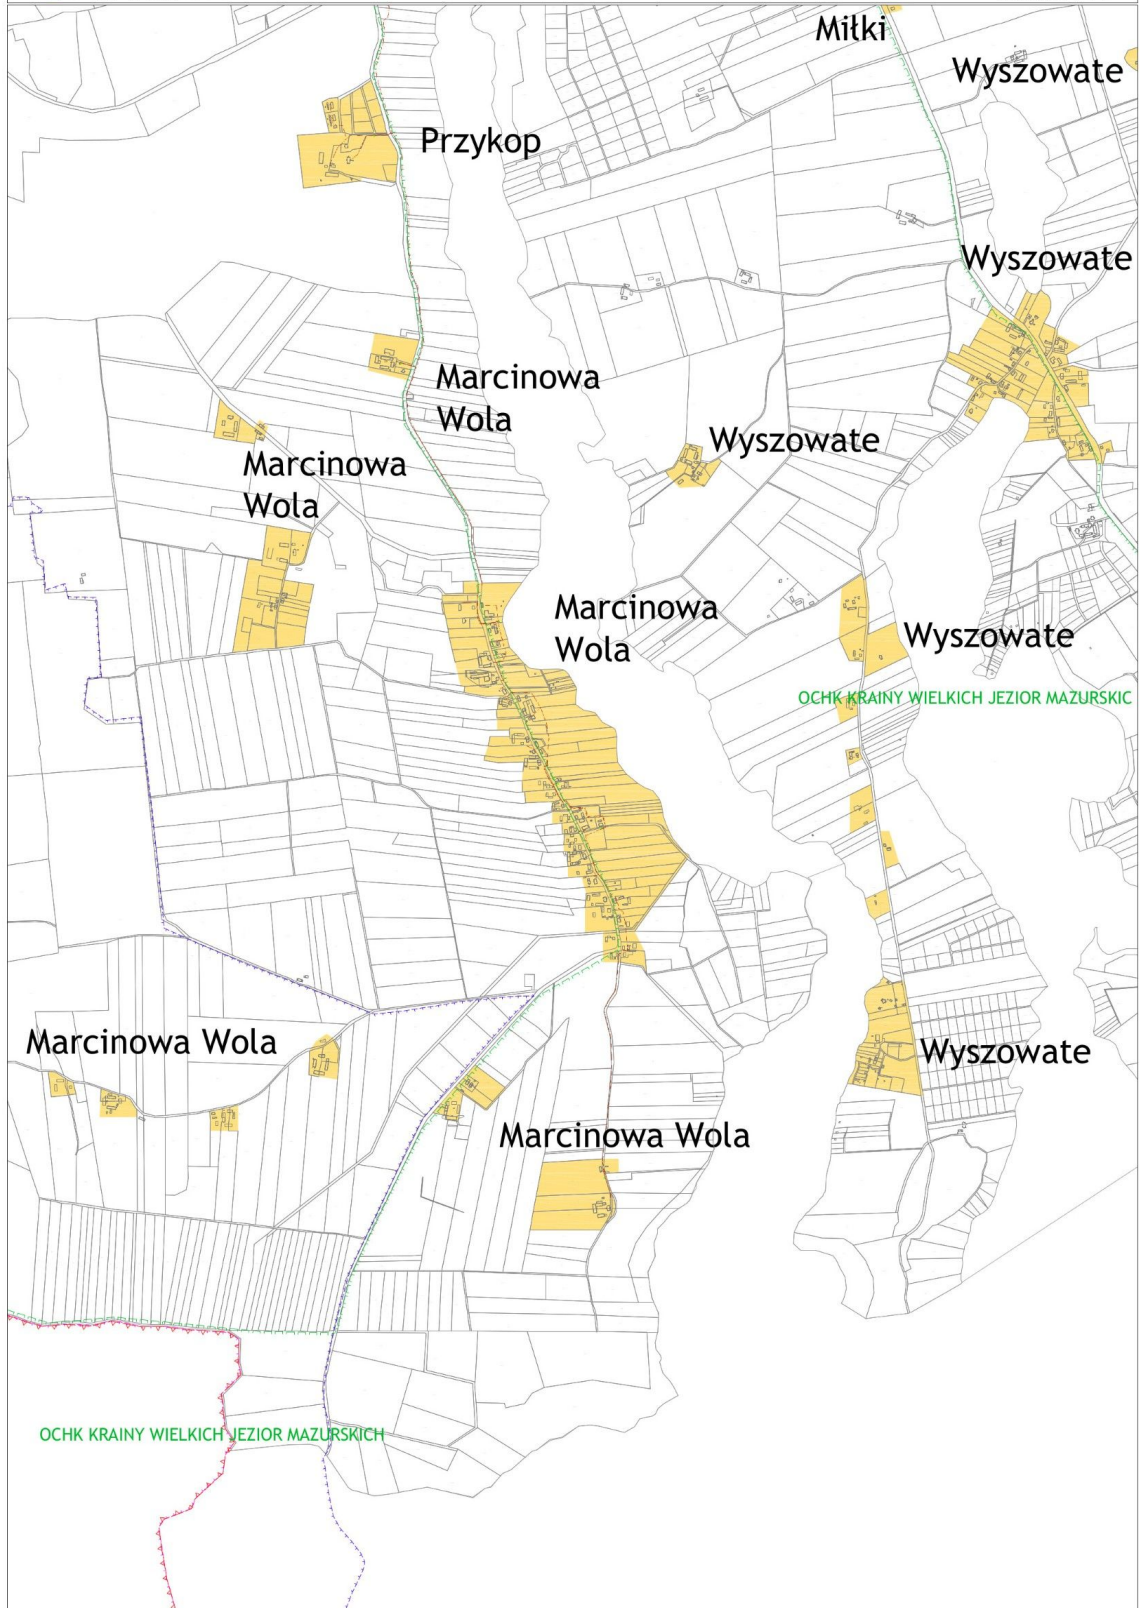 Miłki
Wyszowate
Przykop
Wyszowate
Marcinowa
Wola
Wyszowate
Marcinowa
Wola
Marcinowa
Wola
Wyszowate
OCHK KRAINY WIELKICH JEZIOR MAZURSKIC
Marcinowa Wola
Wyszowate
Marcinowa Wola
OCHK KRAINY WIELKICH JEZIOR MAZURSKICH